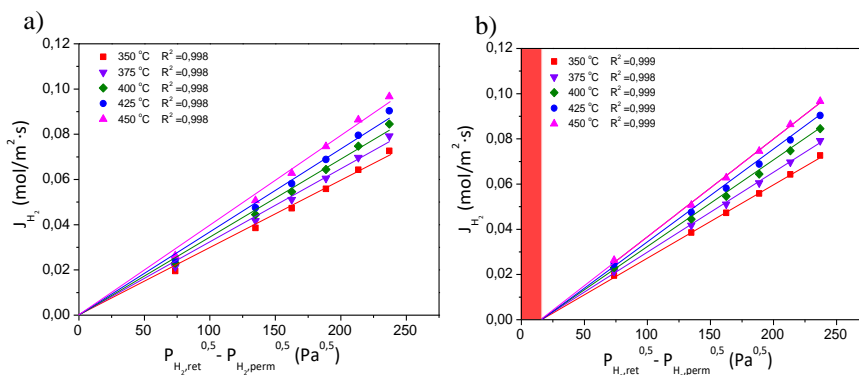 a)
0,12
0,10
0,08
0,06
0,04
0,02
0,00
J_H₂ (mol/m²·s)
350 °C R²=0,998
375 °C R²=0,998
400 °C R²=0,998
425 °C R²=0,998
450 °C R²=0,998
0 50 100 150 200 250
P_H₂,ret^0,5 - P_H₂,perm^0,5 (Pa^0,5)
b)
0,12
0,10
0,08
0,06
0,04
0,02
0,00
J_H₂ (mol/m²·s)
350 °C R²=0,999
375 °C R²=0,998
400 °C R²=0,999
425 °C R²=0,999
450 °C R²=0,999
0 50 100 150 200 250
P_H₂,ret^0,5 - P_H₂,perm^0,5 (Pa^0,5)